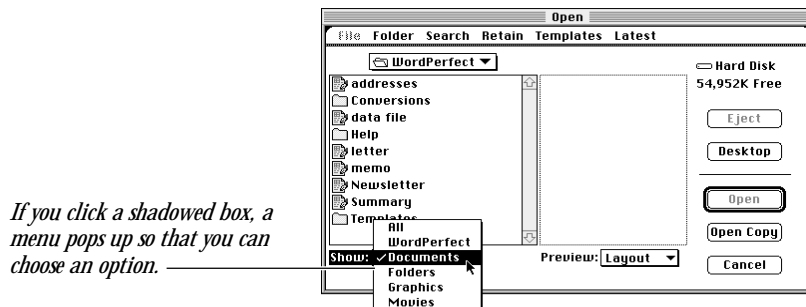 Open
File Folder Search Retain Templates Latest
WordPerfect
Hard Disk
54,952K Free
addresses
Conversions
data file
Help
letter
memo
Newsletter
Summary
Templates
Eject
Desktop
Open
Open Copy
Cancel
All
WordPerfect
Show: ✓Documents
Folders
Graphics
Movies
Preview: Layout
If you click a shadowed box, a
menu pops up so that you can
choose an option.